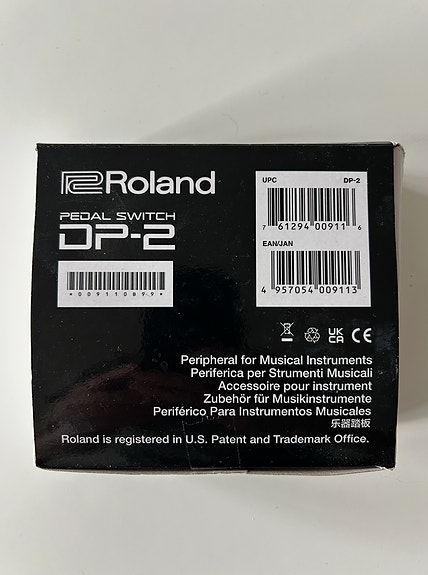 Roland
PEDAL SWITCH
DP-2
*009110899*
UPC DP-2
7 61294 00911 6
EAN/JAN
4 957054 009113
UK
CA
CE
Peripheral for Musical Instruments
Periferica per Strumenti Musicali
Accessoire pour instrument
Zubehör für Musikinstrumente
Periférico Para Instrumentos Musicales
乐器踏板
Roland is registered in U.S. Patent and Trademark Office.